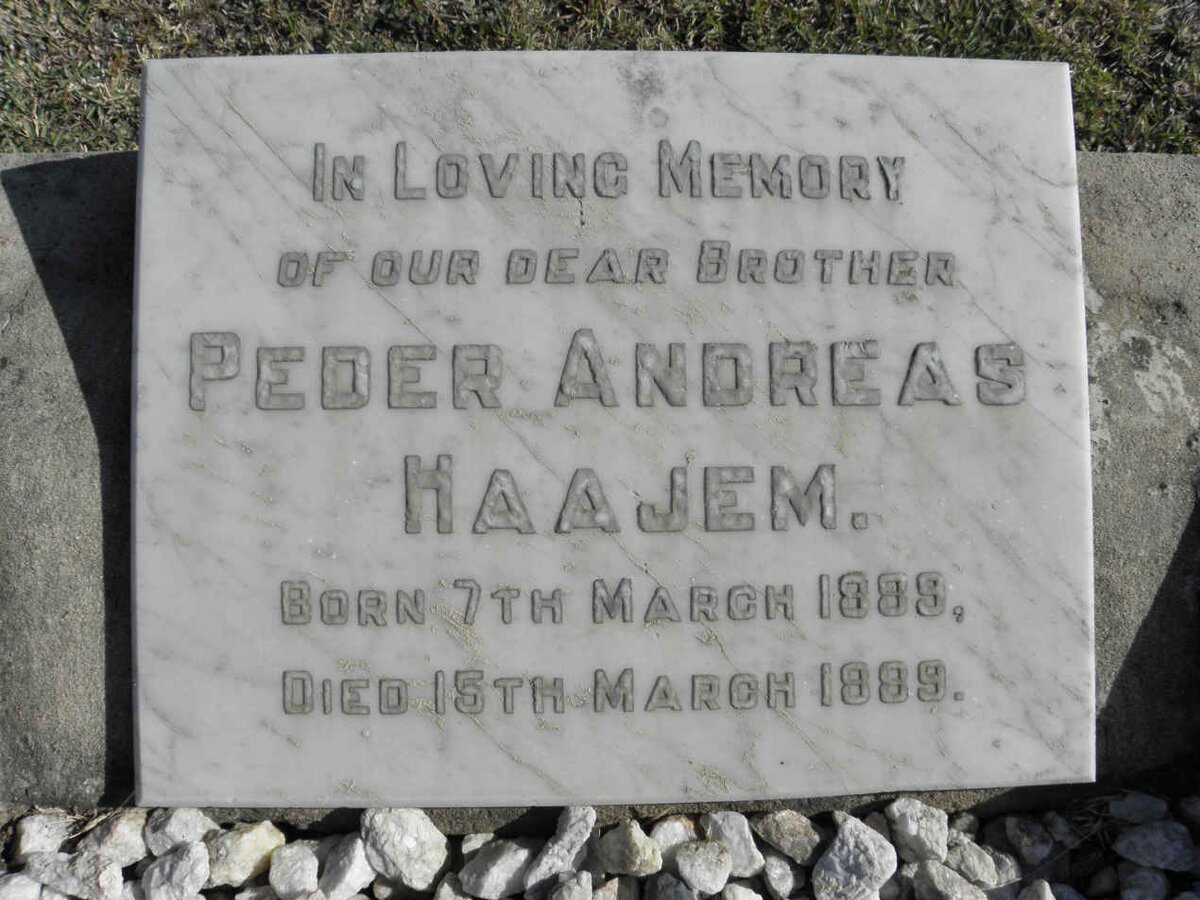 IN LOVING MEMORY
OF OUR DEAR BROTHER
PEDER ANDREAS
HAAJEM.
BORN 7TH MARCH 1889,
DIED 15TH MARCH 1889.